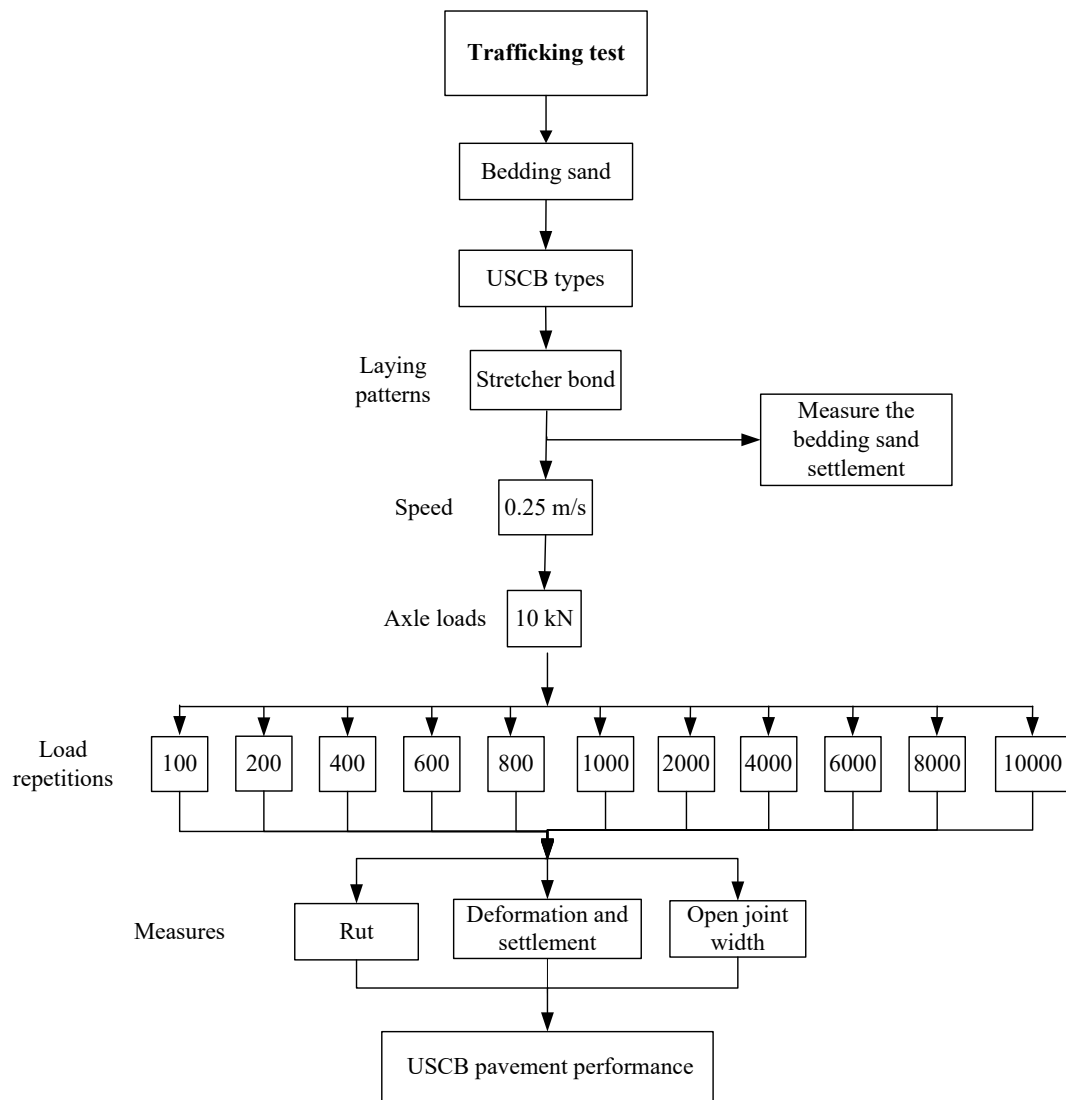 Trafficking test
Bedding sand
USCB types
Laying
patterns
Stretcher bond
Measure the
bedding sand
settlement
Speed
0.25 m/s
Axle loads
10 kN
Load
repetitions
100
200
400
600
800
1000
2000
4000
6000
8000
10000
Measures
Rut
Deformation and
settlement
Open joint
width
USCB pavement performance